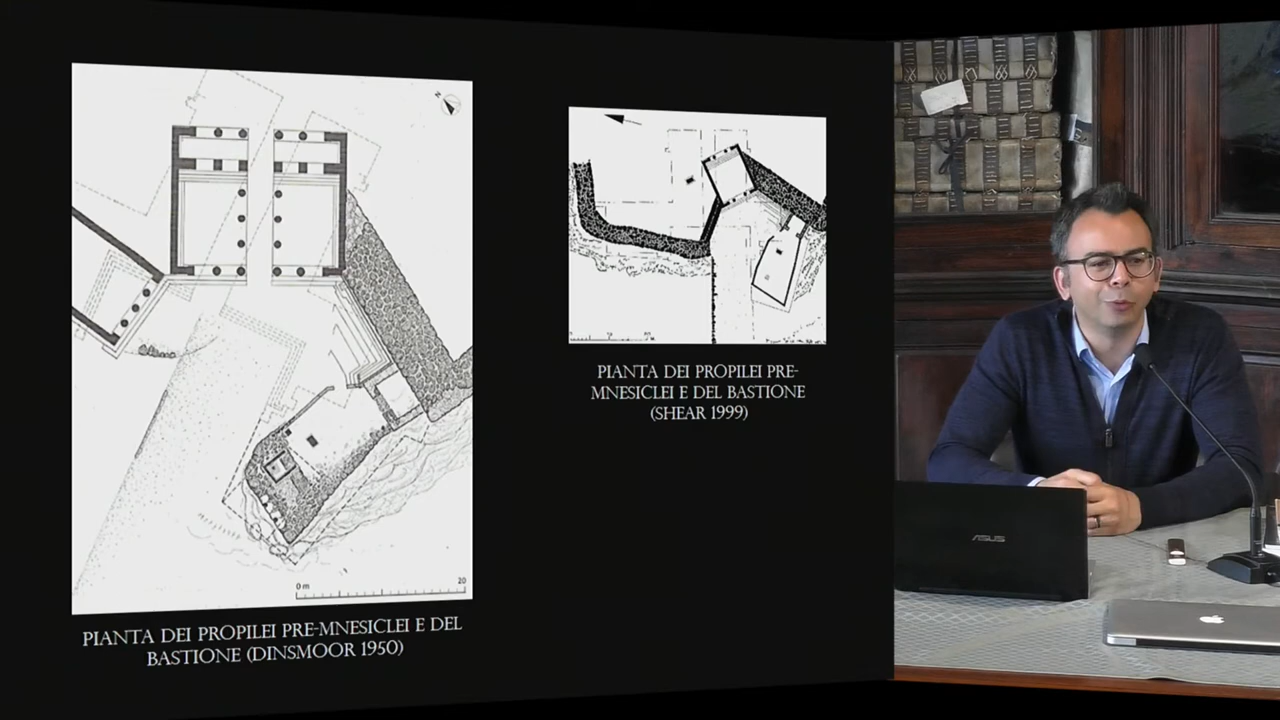 N
0 m 20
PIANTA DEI PROPILEI PRE-MNESICLEI E DEL
BASTIONE (DINSMOOR 1950)
PIANTA DEI PROPILEI PRE-
MNESICLEI E DEL BASTIONE
(SHEAR 1999)
ASUS